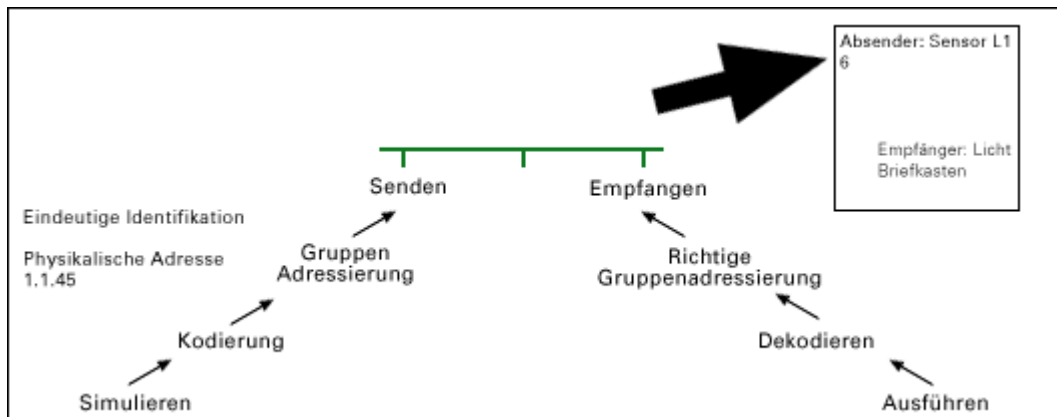 Absender: Sensor L1
6
Empfänger: Licht
Briefkasten
Senden
Empfangen
Eindeutige Identifikation
Physikalische Adresse
1.1.45
Gruppen
Adressierung
Richtige
Gruppenadressierung
Kodierung
Dekodieren
Simulieren
Ausführen